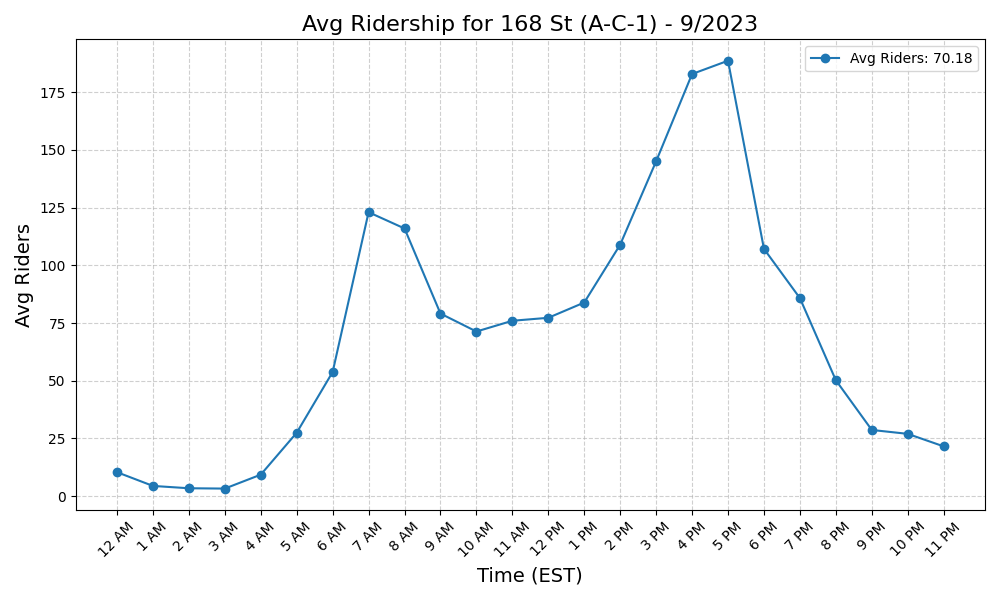 Avg Ridership for 168 St (A-C-1) - 9/2023
Avg Riders: 70.18
Avg Riders
175
150
125
100
75
50
25
0
12 AM
1 AM
2 AM
3 AM
4 AM
5 AM
6 AM
7 AM
8 AM
9 AM
10 AM
11 AM
12 PM
1 PM
2 PM
3 PM
4 PM
5 PM
6 PM
7 PM
8 PM
9 PM
10 PM
11 PM
Time (EST)